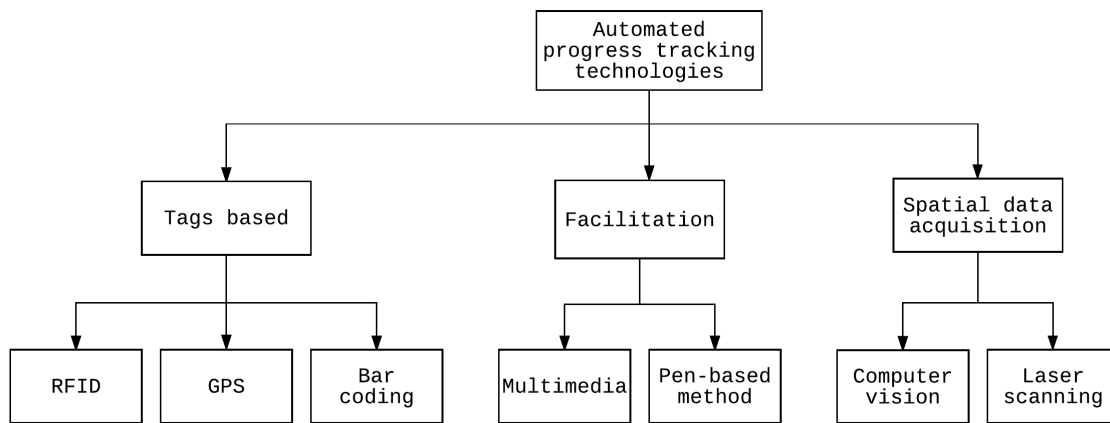 Automated
progress tracking
technologies
Tags based
Facilitation
Spatial data
acquisition
RFID
GPS
Bar
coding
Multimedia
Pen-based
method
Computer
vision
Laser
scanning